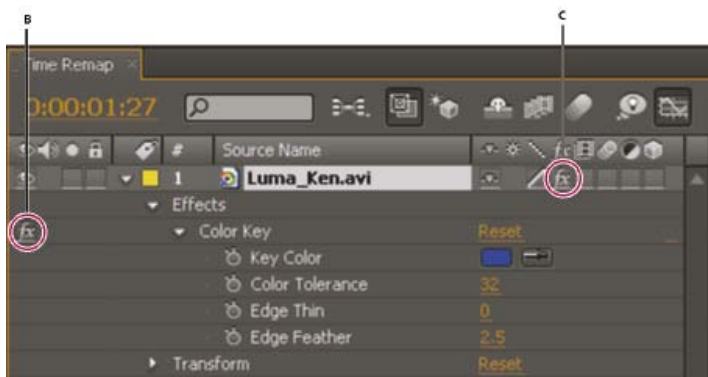 B
C
Time Remap ×
0:00:01:27
# Source Name fx
1 Luma_Ken.avi fx
Effects
fx Color Key Reset
Key Color
Color Tolerance 32
Edge Thin 0
Edge Feather 2.5
Transform Reset